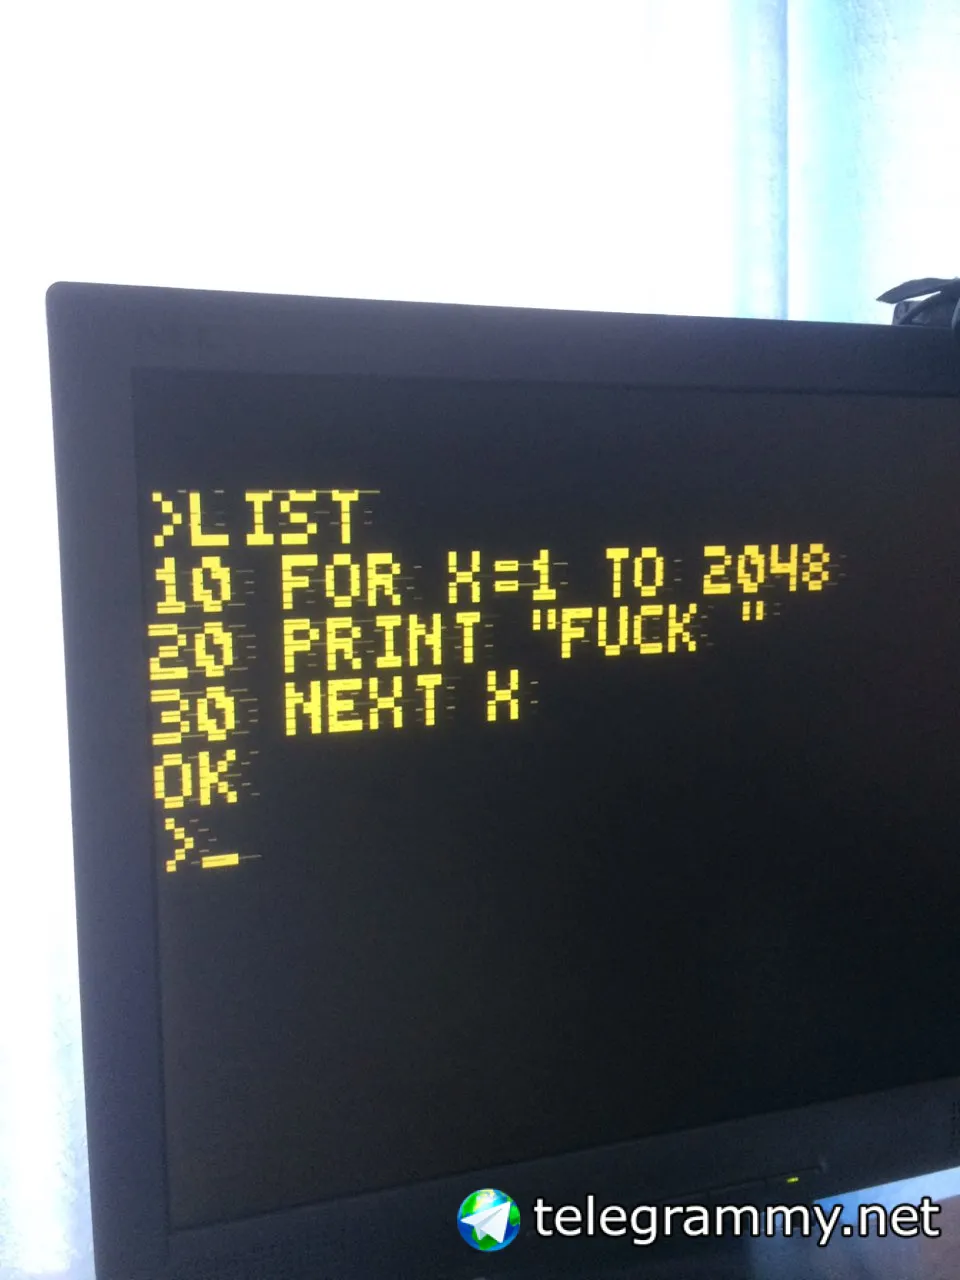 >LIST
10 FOR X=1 TO 2048
20 PRINT "FUCK "
30 NEXT X
OK
>_
telegrammy.net